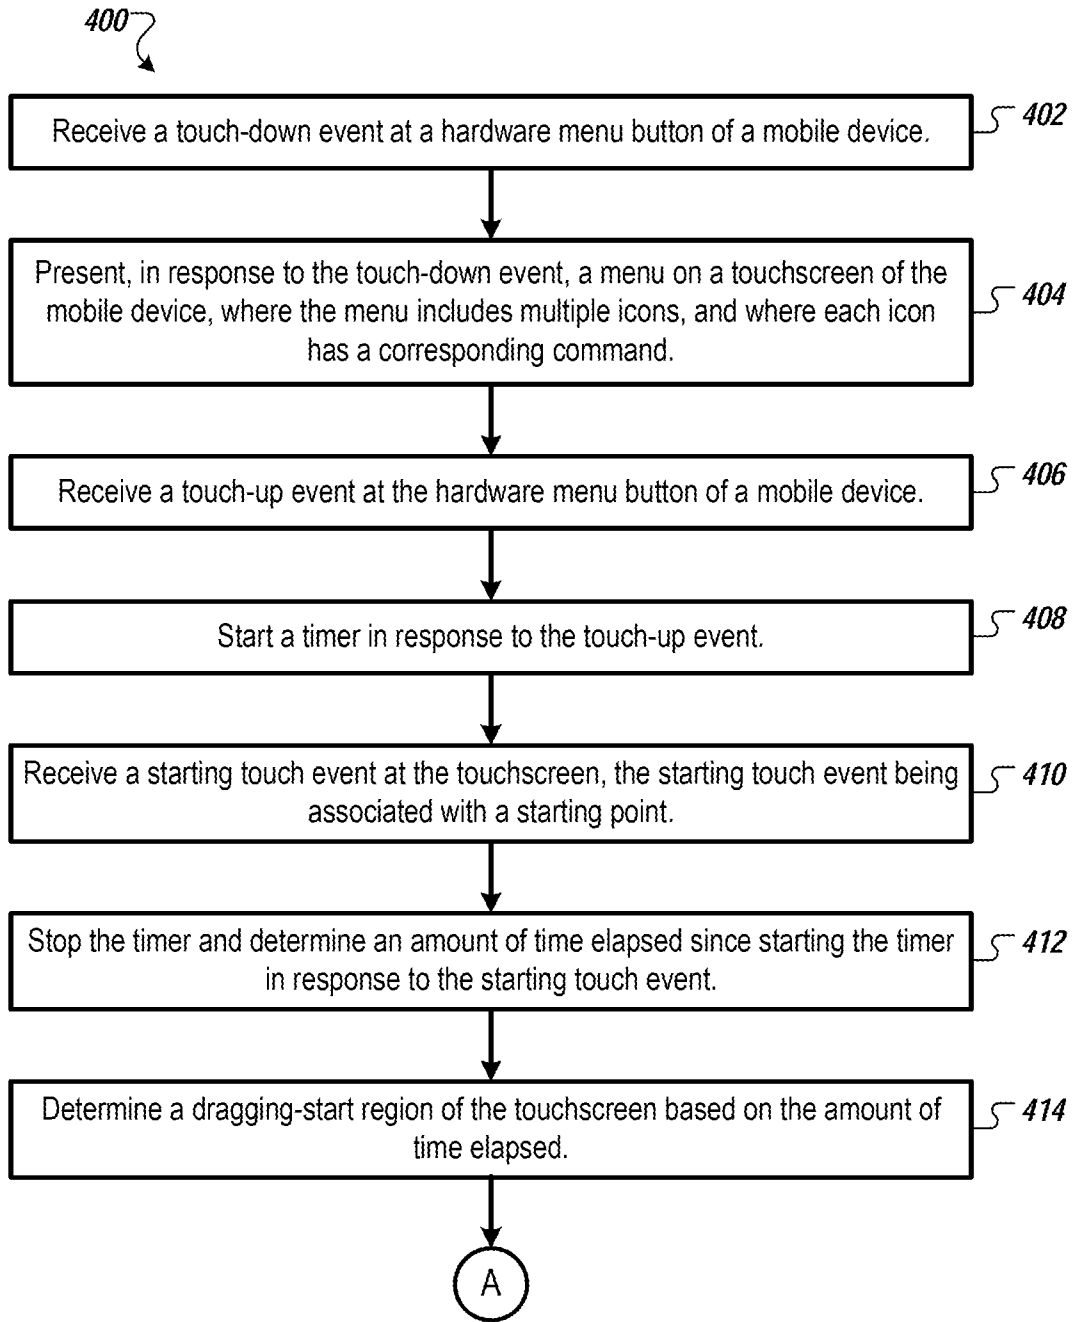 400
Receive a touch-down event at a hardware menu button of a mobile device.
402
Present, in response to the touch-down event, a menu on a touchscreen of the
mobile device, where the menu includes multiple icons, and where each icon
has a corresponding command.
404
Receive a touch-up event at the hardware menu button of a mobile device.
406
Start a timer in response to the touch-up event.
408
Receive a starting touch event at the touchscreen, the starting touch event being
associated with a starting point.
410
Stop the timer and determine an amount of time elapsed since starting the timer
in response to the starting touch event.
412
Determine a dragging-start region of the touchscreen based on the amount of
time elapsed.
414
A